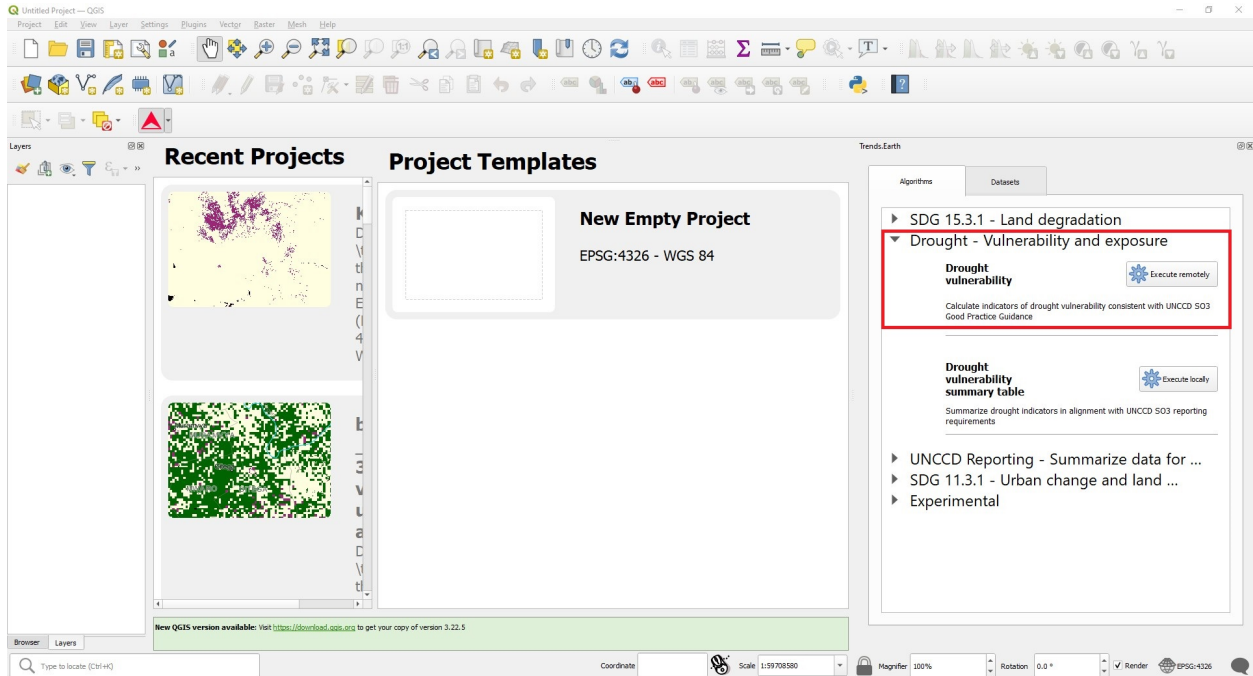 Untitled Project — QGIS
Project Edit View Layer Settings Plugins Vector Raster Mesh Help
Layers
Recent Projects
Project Templates
New Empty Project
EPSG:4326 - WGS 84
New QGIS version available: Visit https://download.qgis.org to get your copy of version 3.22.5
Browser Layers
Trends.Earth
Algorithms Datasets
SDG 15.3.1 - Land degradation
Drought - Vulnerability and exposure
Drought
vulnerability
Execute remotely
Calculate indicators of drought vulnerability consistent with UNCCD SO3
Good Practice Guidance
Drought
vulnerability
summary table
Execute locally
Summarize drought indicators in alignment with UNCCD SO3 reporting
requirements
UNCCD Reporting - Summarize data for ...
SDG 11.3.1 - Urban change and land ...
Experimental
Type to locate (Ctrl+K) Coordinate Scale 1:59708580 Magnifier 100% Rotation 0.0 ° Render EPSG:4326